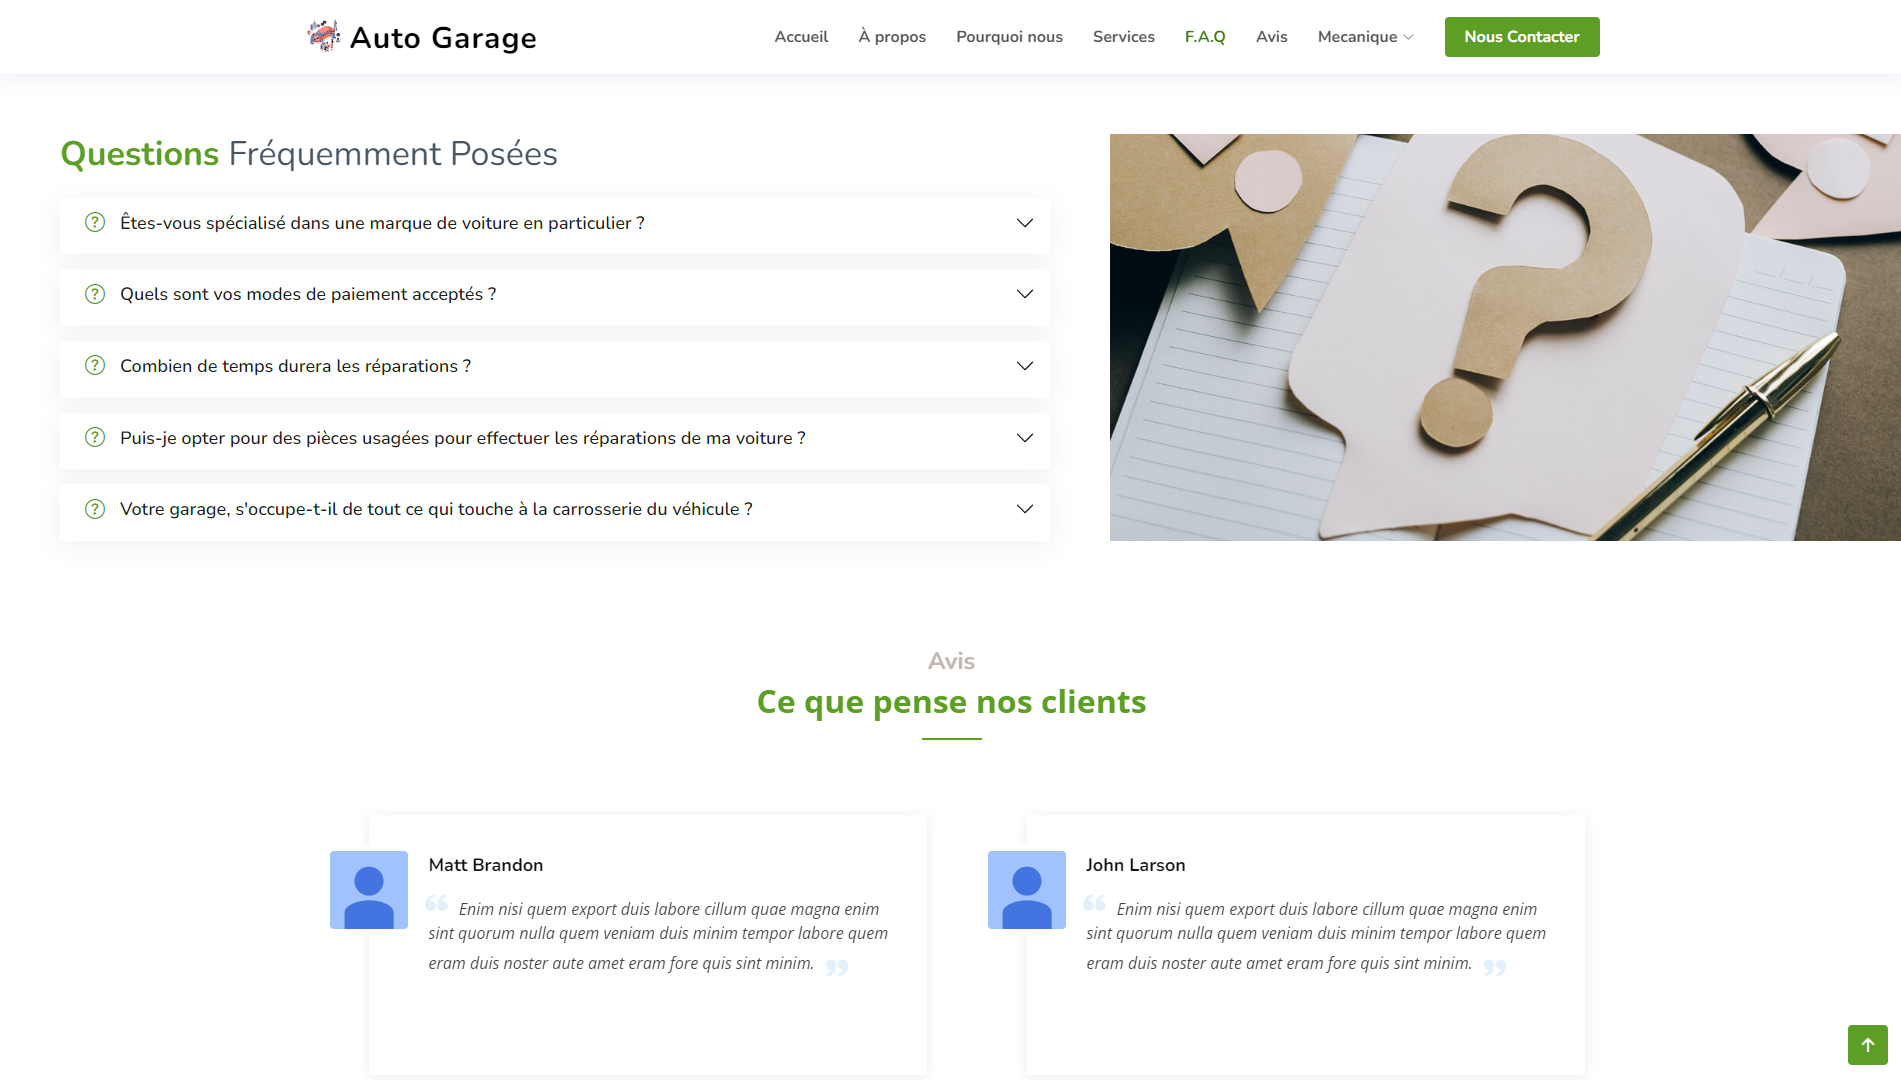 Auto Garage
Accueil
À propos
Pourquoi nous
Services
F.A.Q
Avis
Mecanique
Nous Contacter
Questions Fréquemment Posées
Êtes-vous spécialisé dans une marque de voiture en particulier ?
Quels sont vos modes de paiement acceptés ?
Combien de temps durera les réparations ?
Puis-je opter pour des pièces usagées pour effectuer les réparations de ma voiture ?
Votre garage, s'occupe-t-il de tout ce qui touche à la carrosserie du véhicule ?
?
Avis
Ce que pense nos clients
Matt Brandon
“ Enim nisi quem export duis labore cillum quae magna enim
sint quorum nulla quem veniam duis minim tempor labore quem
eram duis noster aute amet eram fore quis sint minim. ”
John Larson
“ Enim nisi quem export duis labore cillum quae magna enim
sint quorum nulla quem veniam duis minim tempor labore quem
eram duis noster aute amet eram fore quis sint minim. ”